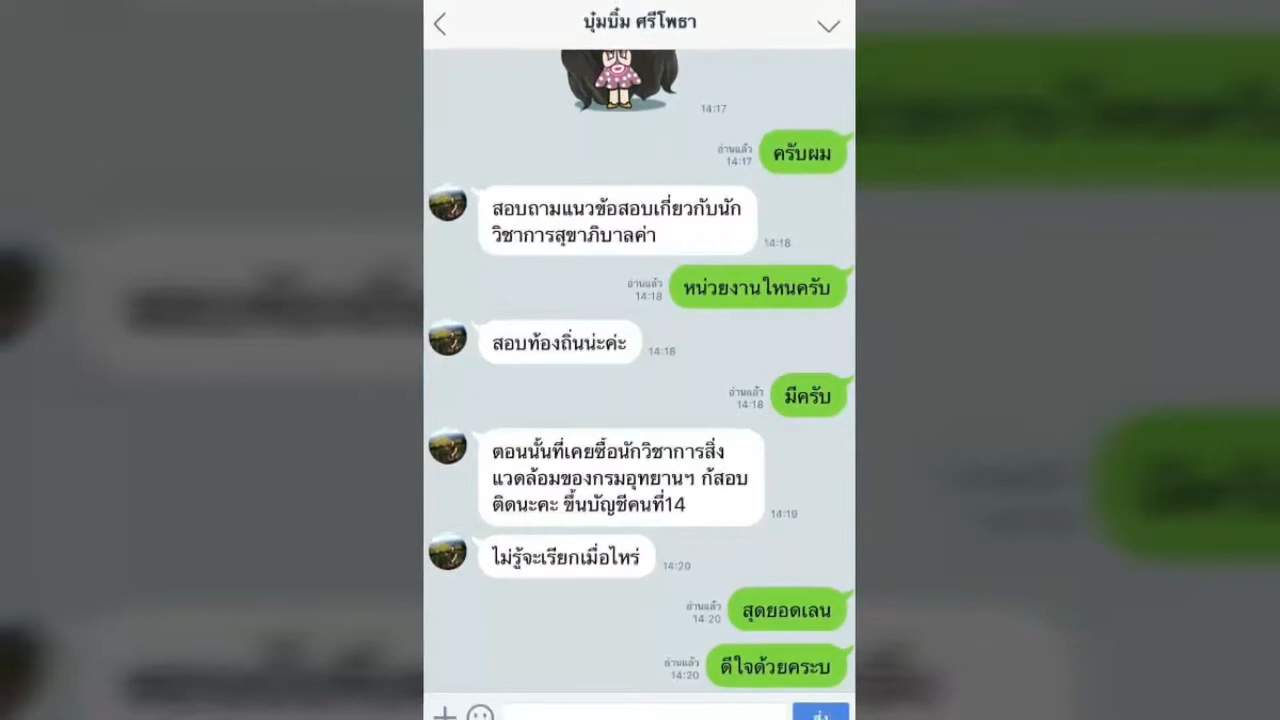 บุ๋มบิ๋ม ศรีโพธา
14:17
อ่านแล้ว
14:17
ครับผม
สอบถามแนวข้อสอบเกี่ยวกับนัก
วิชาการสุขาภิบาลค่า
14:18
อ่านแล้ว
14:18
หน่วยงานใหนครับ
สอบท้องถิ่นน่ะค่ะ
14:18
อ่านแล้ว
14:18
มีครับ
ตอนนั้นที่เคยซื้อนักวิชาการสิ่ง
แวดล้อมของกรมอุทยานฯ ก้สอบ
ติดนะคะ ขึ้นบัญชีคนที่14
14:19
ไม่รู้จะเรียกเมื่อไหร่
14:20
อ่านแล้ว
14:20
สุดยอดเลน
อ่านแล้ว
14:20
ดีใจด้วยคระบ
ส่ง